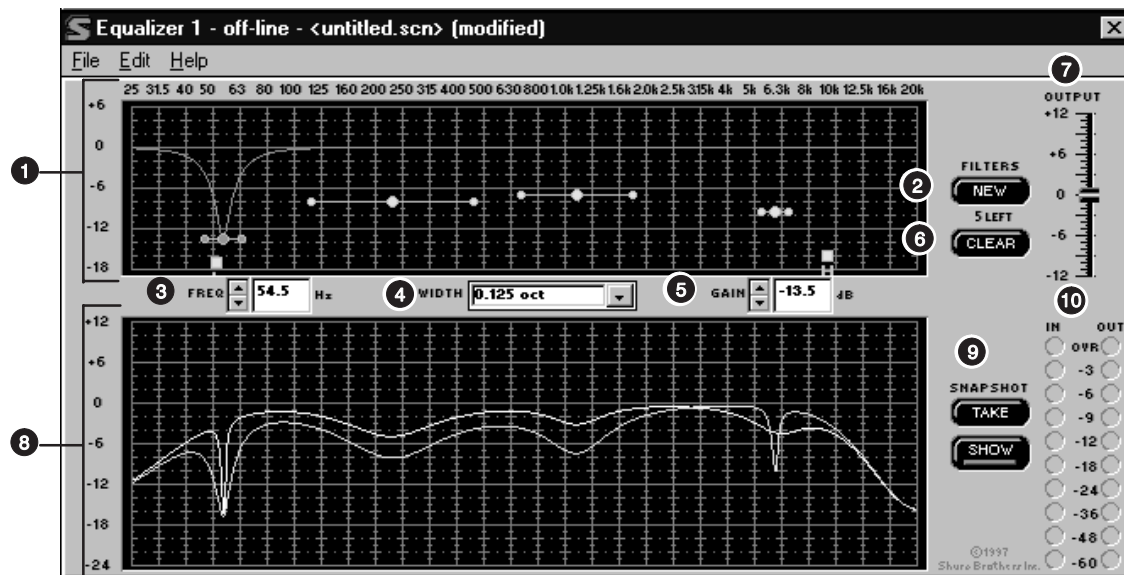 Equalizer 1 - off-line - <untitled.scn> (modified)
File Edit Help
7
25 31.5 40 50 63 80 100 125 160 200 250 315 400 500 630 800 1.0k 1.25k 1.6k 2.0k 2.5k 3.15k 4k 5k 6.3k 8k 10k 12.5k 16k 20k
OUTPUT
+6
0
-6
-12
-18
1
L
H
FILTERS
2
NEW
5 LEFT
6
CLEAR
+12
+6
0
-6
-12
3 FREQ 54.5 Hz
4 WIDTH 0.125 oct
5 GAIN -13.5 dB
10
+12
+6
0
-6
-12
-18
-24
8
9
SNAPSHOT
TAKE
SHOW
IN OUT
OVR
-3
-6
-9
-12
-18
-24
-36
-48
-60
©1997
Shure Brothers Inc.